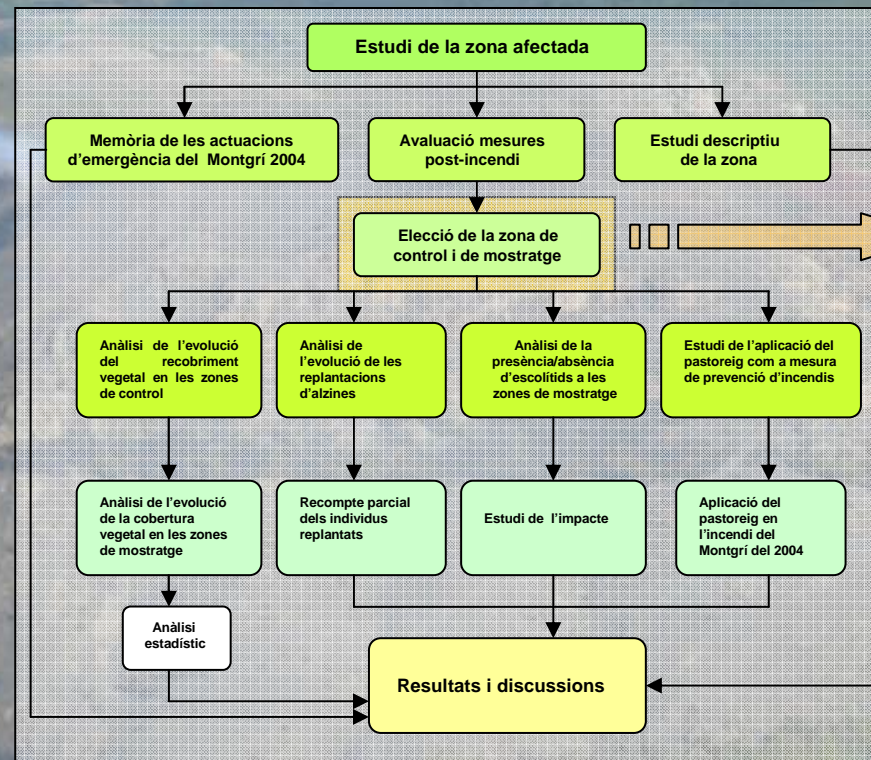 Estudi de la zona afectada
Memòria de les actuacions
d'emergència del Montgrí 2004
Avaluació mesures
post-incendi
Estudi descriptiu
de la zona
Elecció de la zona de
control i de mostratge
Anàlisi de l'evolució
del recobriment
vegetal en les zones
de control
Anàlisi de
l'evolució de les
replantacions
d'alzines
Anàlisi de la
presència/absència
d'escolítids a les
zones de mostratge
Estudi de l'aplicació del
pastoreig com a mesura
de prevenció d'incendis
Anàlisi de l'evolució
de la cobertura
vegetal en les zones
de mostratge
Recompte parcial
dels individus
replantats
Estudi de l'impacte
Aplicació del
pastoreig en
l'incendi del
Montgrí del 2004
Anàlisi
estadístic
Resultats i discussions